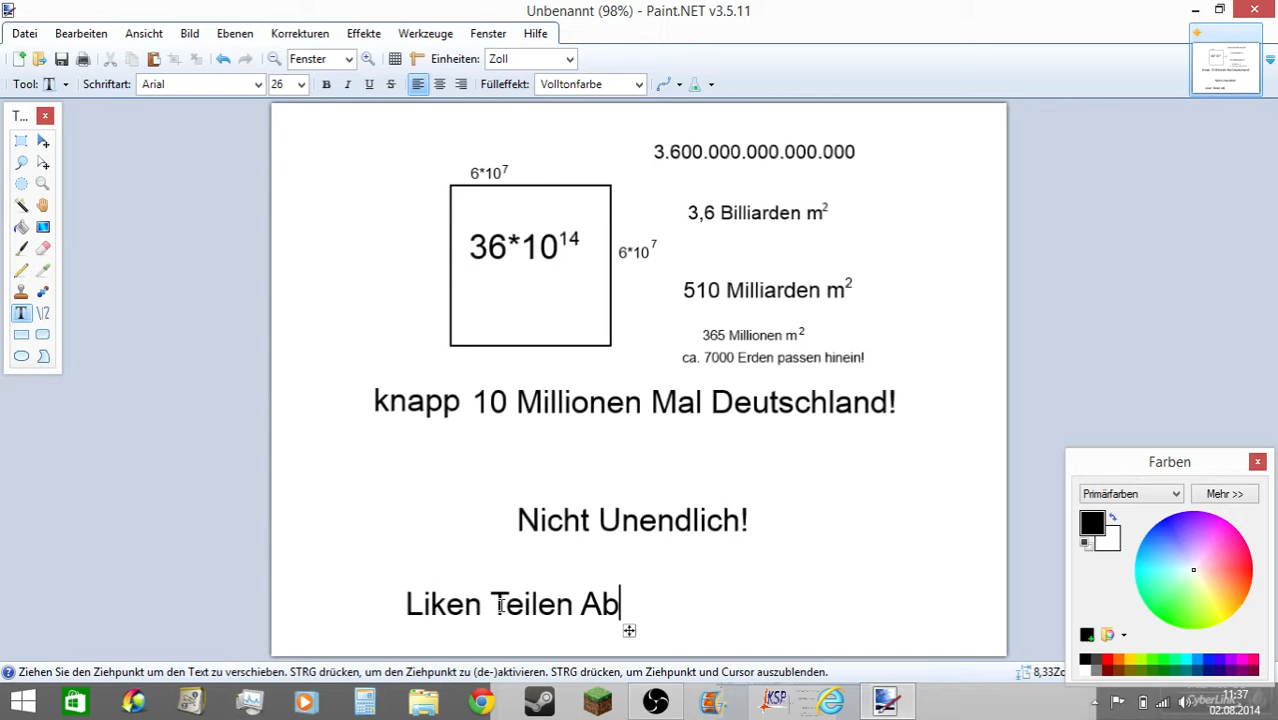 Unbenannt (98%) - Paint.NET v3.5.11
Datei Bearbeiten Ansicht Bild Ebenen Korrekturen Effekte Werkzeuge Fenster Hilfe
Fenster Einheiten: Zoll
Tool: T Schriftart: Arial 26 B I U S Fülleffekt: Volltonfarbe
T...
3.600.000.000.000.000
6*10⁷
3,6 Billiarden m²
36*10¹⁴
6*10⁷
510 Milliarden m²
365 Millionen m²
ca. 7000 Erden passen hinein!
knapp 10 Millionen Mal Deutschland!
Nicht Unendlich!
Liken Teilen Ab
Farben
Primärfarben Mehr >>
Ziehen Sie den Ziehpunkt um den Text zu verschieben. STRG drücken, um den Ziehpunkt zu (de-)aktivieren. STRG drücken, um Ziehpunkt und Cursor auszublenden.
8,33Zo
KSP
11:37
02.08.2014
CyberLink